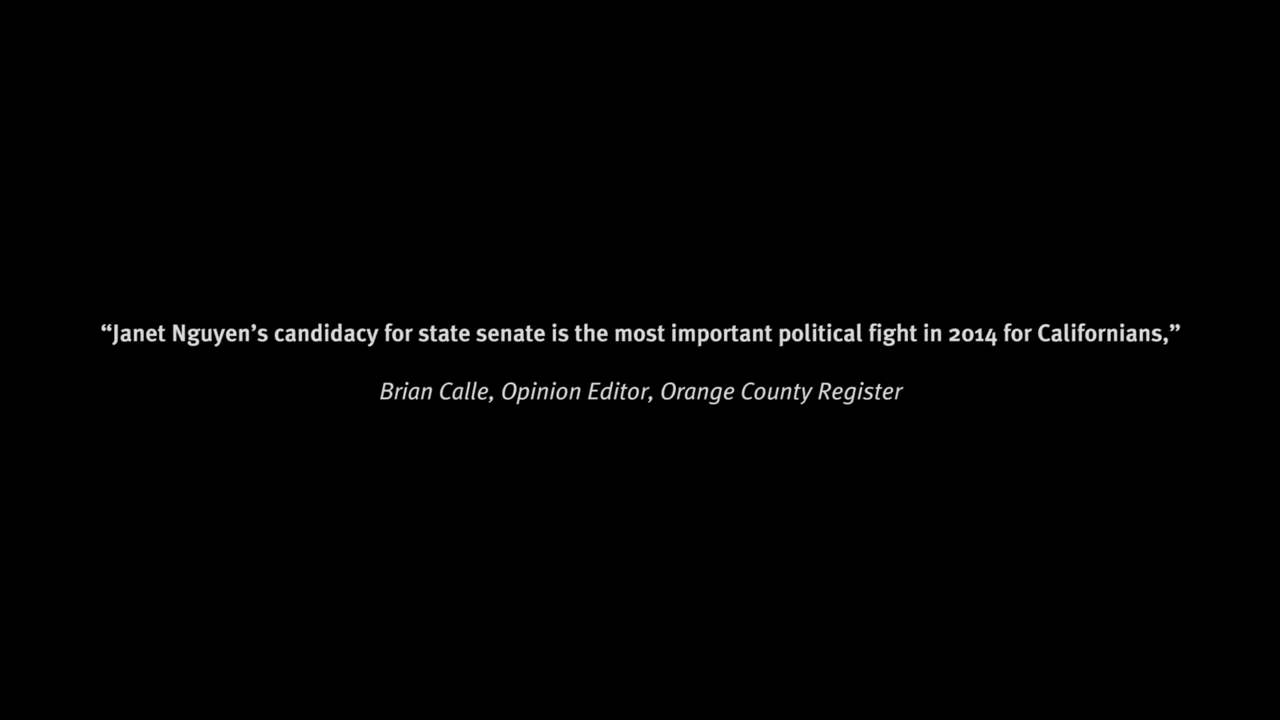 “Janet Nguyen’s candidacy for state senate is the most important political fight in 2014 for Californians,”
Brian Calle, Opinion Editor, Orange County Register